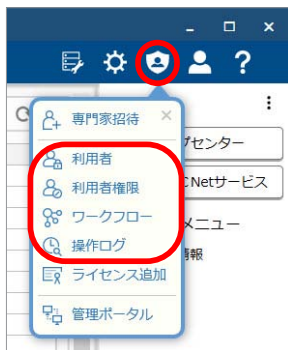 ?
専門家招待 ×
利用者
プセンター
利用者権限
CNetサービス
ワークフロー
メニュー
操作ログ
情報
ライセンス追加
管理ポータル